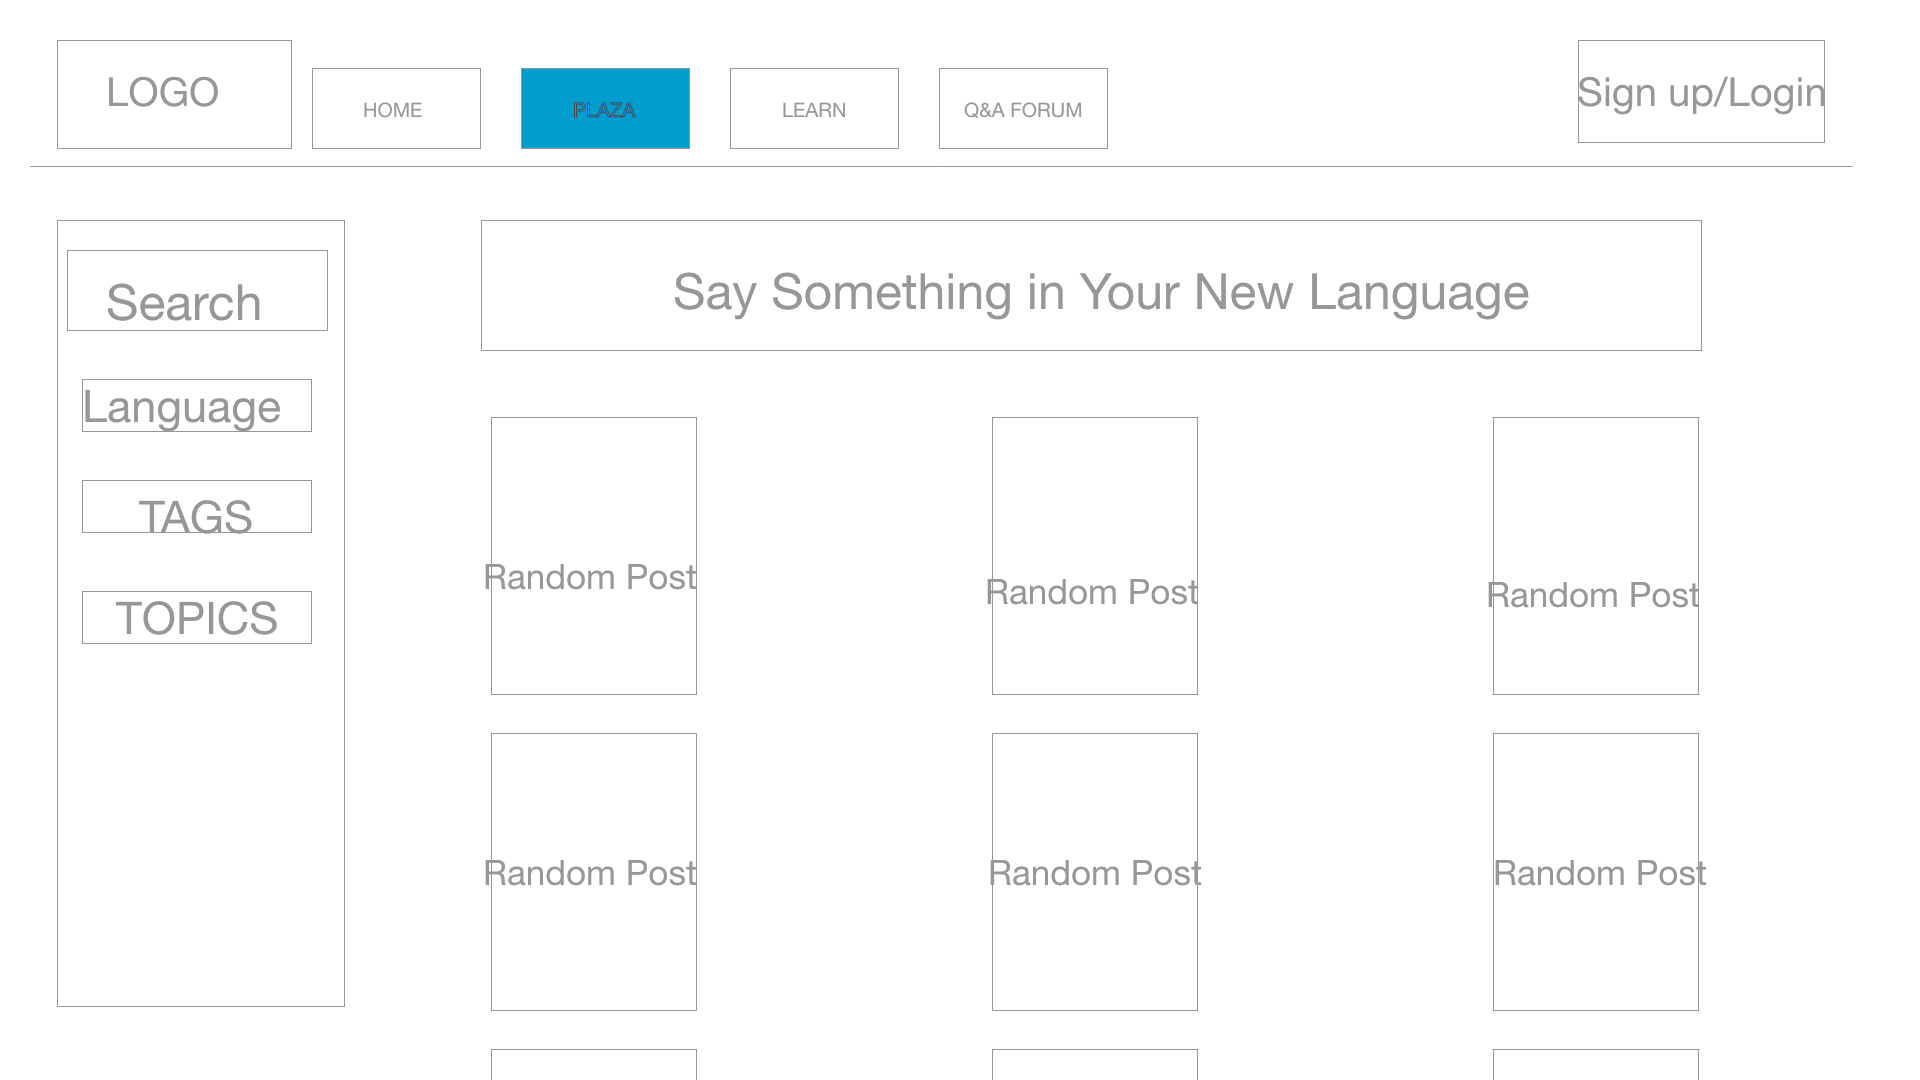 LOGO
HOME
PLAZA
LEARN
Q&A FORUM
Sign up/Login
Search
Language
TAGS
TOPICS
Say Something in Your New Language
Random Post
Random Post
Random Post
Random Post
Random Post
Random Post